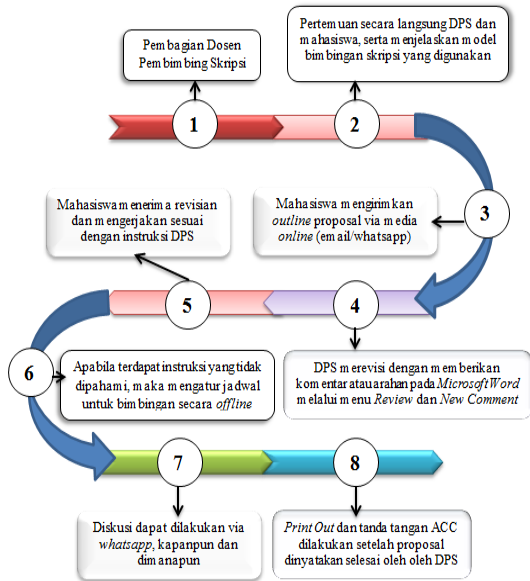 Pembagian Dosen
Pembimbing Skripsi
Pertemuan secara langsung DPS dan
mahasiswa, serta menjelaskan model
bimbingan skripsi yang digunakan
1
2
3
Mahasiswa mengirimkan
outline proposal via media
online (email/whatsapp)
Mahasiswa menerima revisian
dan mengerjakan sesuai
dengan instruksi DPS
5
4
DPS merevisi dengan memberikan
komentar atau arahan pada MicrosoftWord
melalui menu Review dan New Comment
6
Apabila terdapat instruksi yang tidak
dipahami, maka mengatur jadwal
untuk bimbingan secara offline
7
8
Diskusi dapat dilakukan via
whatsapp, kapanpun dan
dimanapun
Print Out dan tanda tangan ACC
dilakukan setelah proposal
dinyatakan selesai oleh oleh DPS